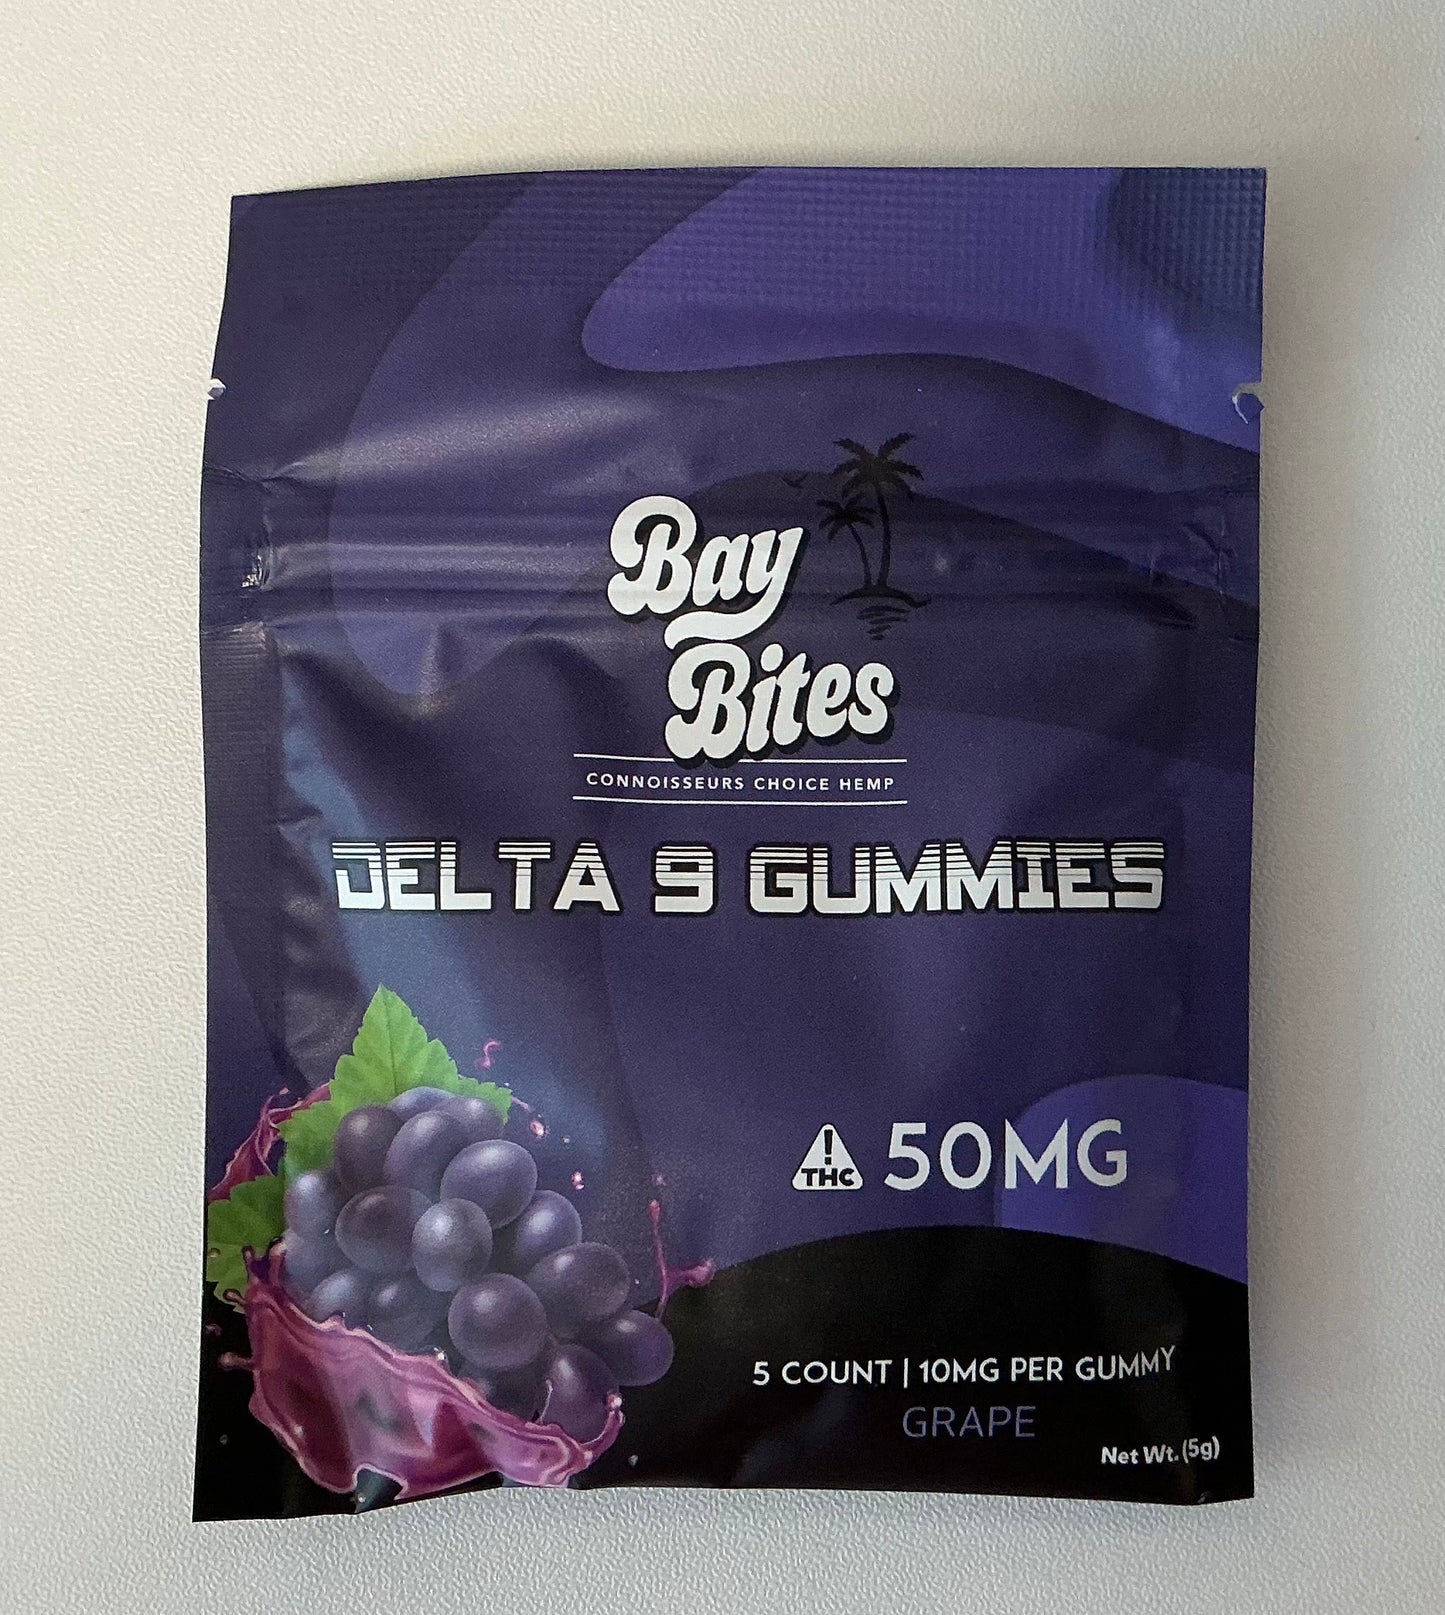 Bay
Bites
CONNOISSEURS CHOICE HEMP
DELTA 9 GUMMIES
!
THC
50MG
5 COUNT | 10MG PER GUMMY
GRAPE
Net Wt. (5g)